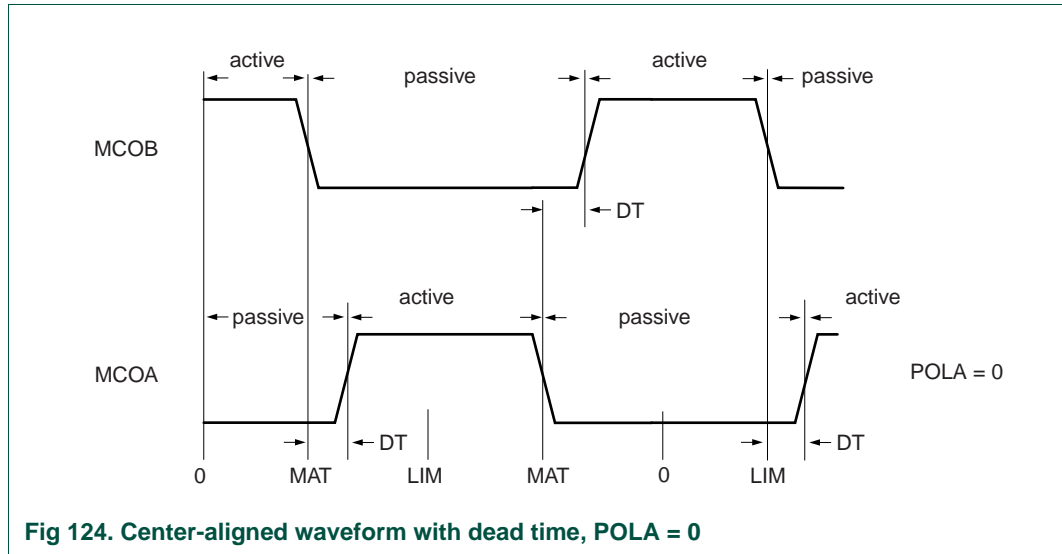 active
passive
active
passive
MCOB
DT
active
active
passive
passive
MCOA
POLA = 0
DT
DT
0
MAT
LIM
MAT
0
LIM
Fig 124. Center-aligned waveform with dead time, POLA = 0